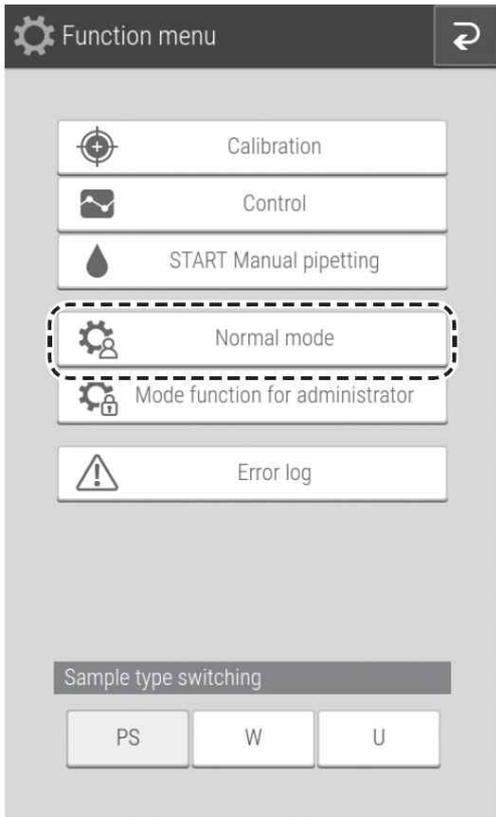 Function menu
Calibration
Control
START Manual pipetting
Normal mode
Mode function for administrator
Error log
Sample type switching
PS
W
U